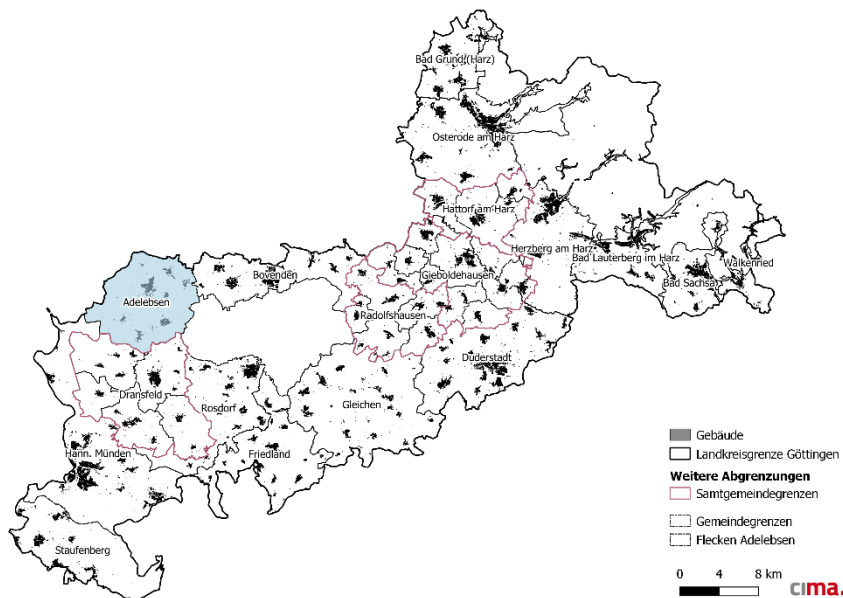 Bad Grund (Harz)
Osterode am Harz
Hattorf am Harz
Herzberg am Harz
Bad Lauterberg im Harz
Walkenried
Bad Sachsa
Bovenden
Gieboldehausen
Adelebsen
Radolfshausen
Duderstadt
Dransfeld
Rosdorf
Gleichen
Hann. Münden
Friedland
Staufenberg
Gebäude
Landkreisgrenze Göttingen
Weitere Abgrenzungen
Samtgemeindegrenzen
Gemeindegrenzen
Flecken Adelebsen
0 4 8 km
cima.